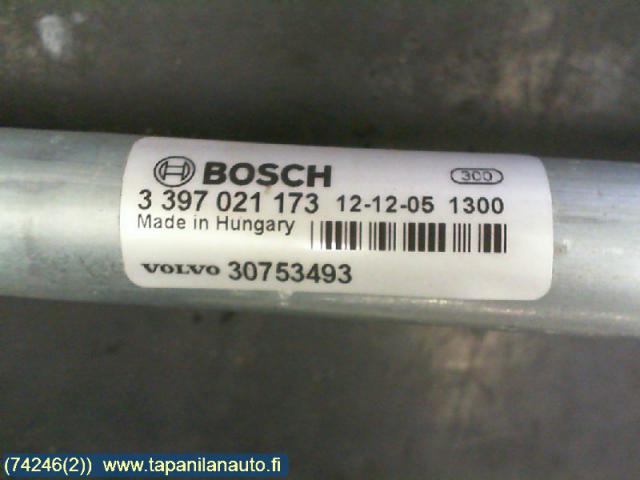 BOSCH 300
3 397 021 173 12-12-05 1300
Made in Hungary
VOLVO 30753493
(74246(2)) www.tapanilanauto.fi